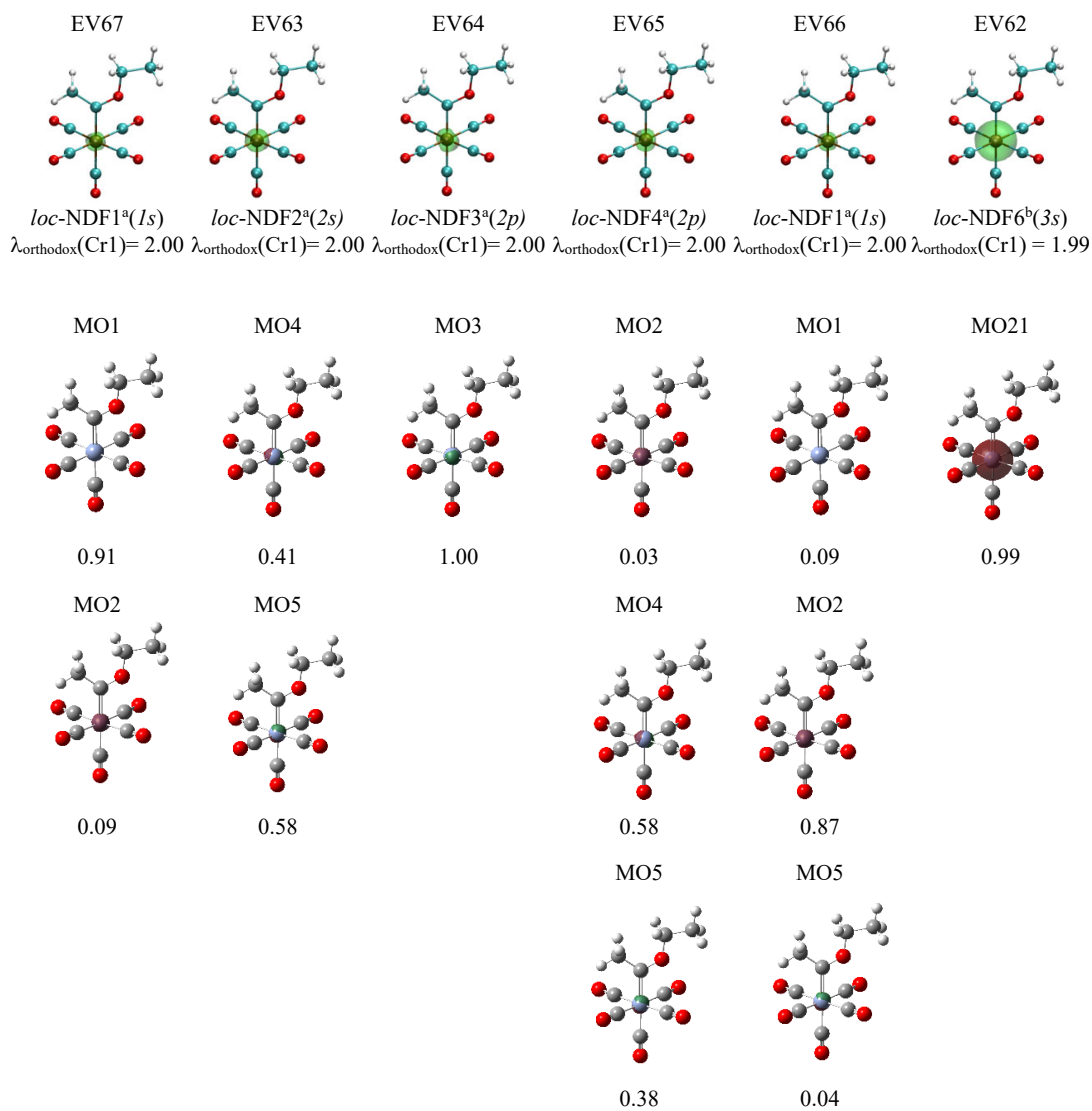 EV67 EV63 EV64 EV65 EV66 EV62
loc-NDF1ᵃ(1s) loc-NDF2ᵃ(2s) loc-NDF3ᵃ(2p) loc-NDF4ᵃ(2p) loc-NDF1ᵃ(1s) loc-NDF6ᵇ(3s)
λorthodox(Cr1)= 2.00 λorthodox(Cr1)= 2.00 λorthodox(Cr1)= 2.00 λorthodox(Cr1)= 2.00 λorthodox(Cr1)= 2.00 λorthodox(Cr1) = 1.99
MO1 MO4 MO3 MO2 MO1 MO21
0.91 0.41 1.00 0.03 0.09 0.99
MO2 MO5 MO4 MO2
0.09 0.58 0.58 0.87
MO5 MO5
0.38 0.04